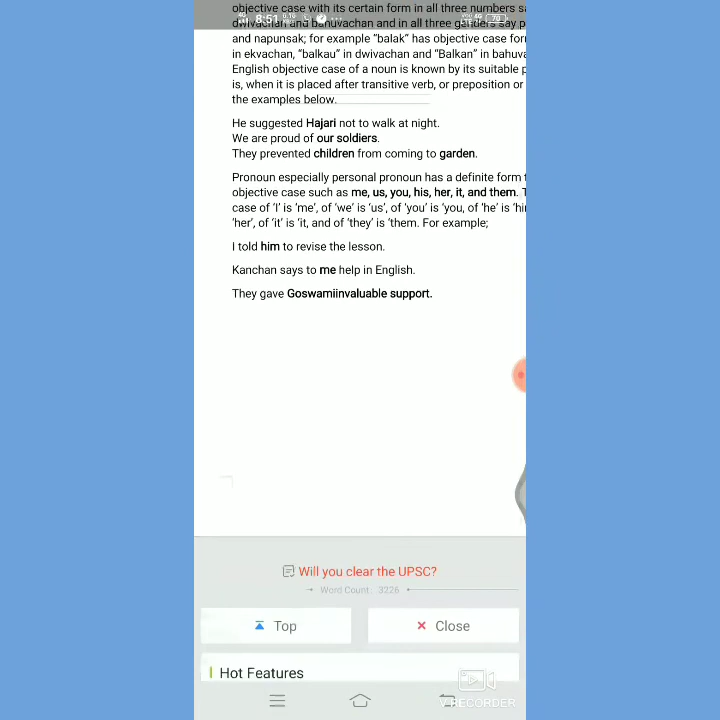 objective case with its certain form in all three numbers sa
8:51
dwivachan and bahuvachan and in all three genders say p
and napunsak; for example "balak" has objective case for
in ekvachan, "balkau" in dwivachan and "Balkan" in bahuva
English objective case of a noun is known by its suitable p
is, when it is placed after transitive verb, or preposition or
the examples below.
He suggested Hajari not to walk at night.
We are proud of our soldiers.
They prevented children from coming to garden.
Pronoun especially personal pronoun has a definite form t
objective case such as me, us, you, his, her, it, and them. T
case of 'I' is 'me', of 'we' is 'us', of 'you' is 'you, of 'he' is 'hi
'her', of 'it' is 'it, and of 'they' is 'them. For example;
I told him to revise the lesson.
Kanchan says to me help in English.
They gave Goswamiinvaluable support.
Will you clear the UPSC?
Word Count: 3226
Top
Close
Hot Features
V RECORDER